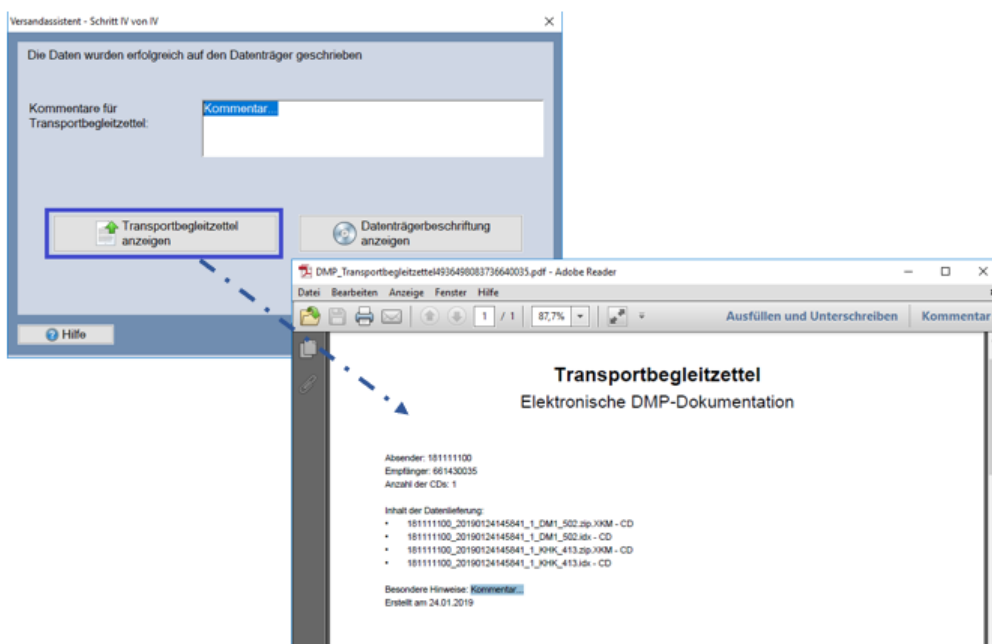 Versandassistent - Schritt IV von IV
Die Daten wurden erfolgreich auf den Datenträger geschrieben
Kommentare für
Transportbegleitzettel:
Kommentar...
Transportbegleitzettel
anzeigen
Datenträgerbeschriftung
anzeigen
Hilfe
DMP_Transportbegleitzettel4936498083736640035.pdf - Adobe Reader
Datei Bearbeiten Anzeige Fenster Hilfe
1 / 1 87,7% Ausfüllen und Unterschreiben Kommentar
Transportbegleitzettel
Elektronische DMP-Dokumentation
Absender: 181111100
Empfänger: 661430035
Anzahl der CDs: 1
Inhalt der Datenlieferung:
• 181111100_20190124145841_1_DM1_502.zip.XKM - CD
• 181111100_20190124145841_1_DM1_502.idx - CD
• 181111100_20190124145841_1_KHK_413.zip.XKM - CD
• 181111100_20190124145841_1_KHK_413.idx - CD
Besondere Hinweise: Kommentar...
Erstellt am 24.01.2019